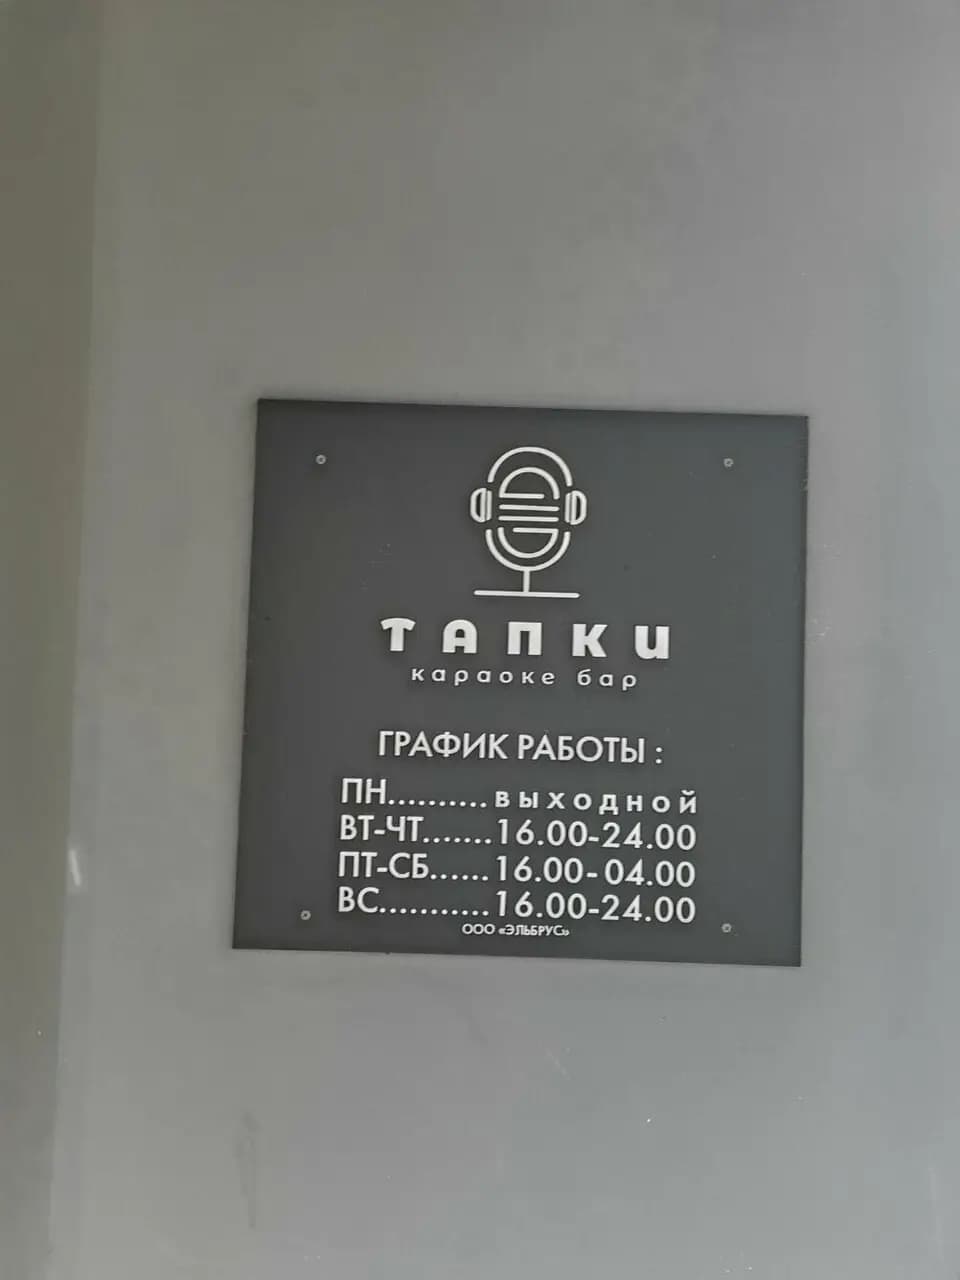 ТАПКИ
караоке бар
ГРАФИК РАБОТЫ :
ПН..........выходной
ВТ-ЧТ.......16.00-24.00
ПТ-СБ......16.00-04.00
ВС...........16.00-24.00
ООО «ЭЛЬБРУС»